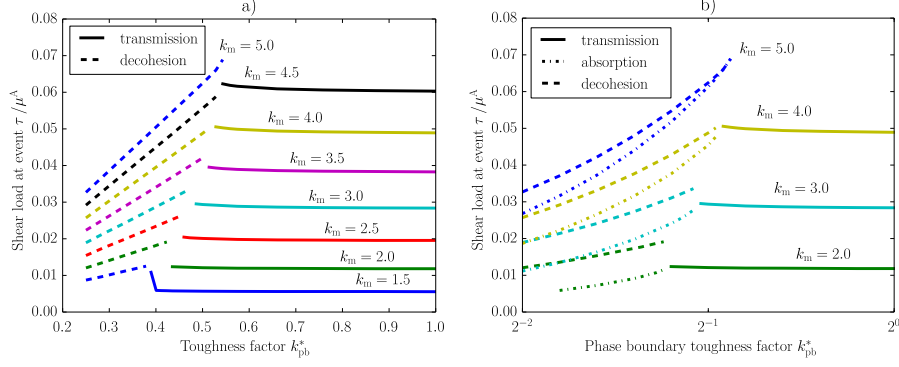 a)
0.08
0.07
0.06
0.05
0.04
0.03
0.02
0.01
0.00
Shear load at event τ/μ^A
transmission
decohesion
k_m = 5.0
k_m = 4.5
k_m = 4.0
k_m = 3.5
k_m = 3.0
k_m = 2.5
k_m = 2.0
k_m = 1.5
0.2 0.3 0.4 0.5 0.6 0.7 0.8 0.9 1.0
Toughness factor k*_pb
b)
0.08
0.07
0.06
0.05
0.04
0.03
0.02
0.01
0.00
Shear load at event τ/μ^A
transmission
absorption
decohesion
k_m = 5.0
k_m = 4.0
k_m = 3.0
k_m = 2.0
2^-2 2^-1 2^0
Phase boundary toughness factor k*_pb